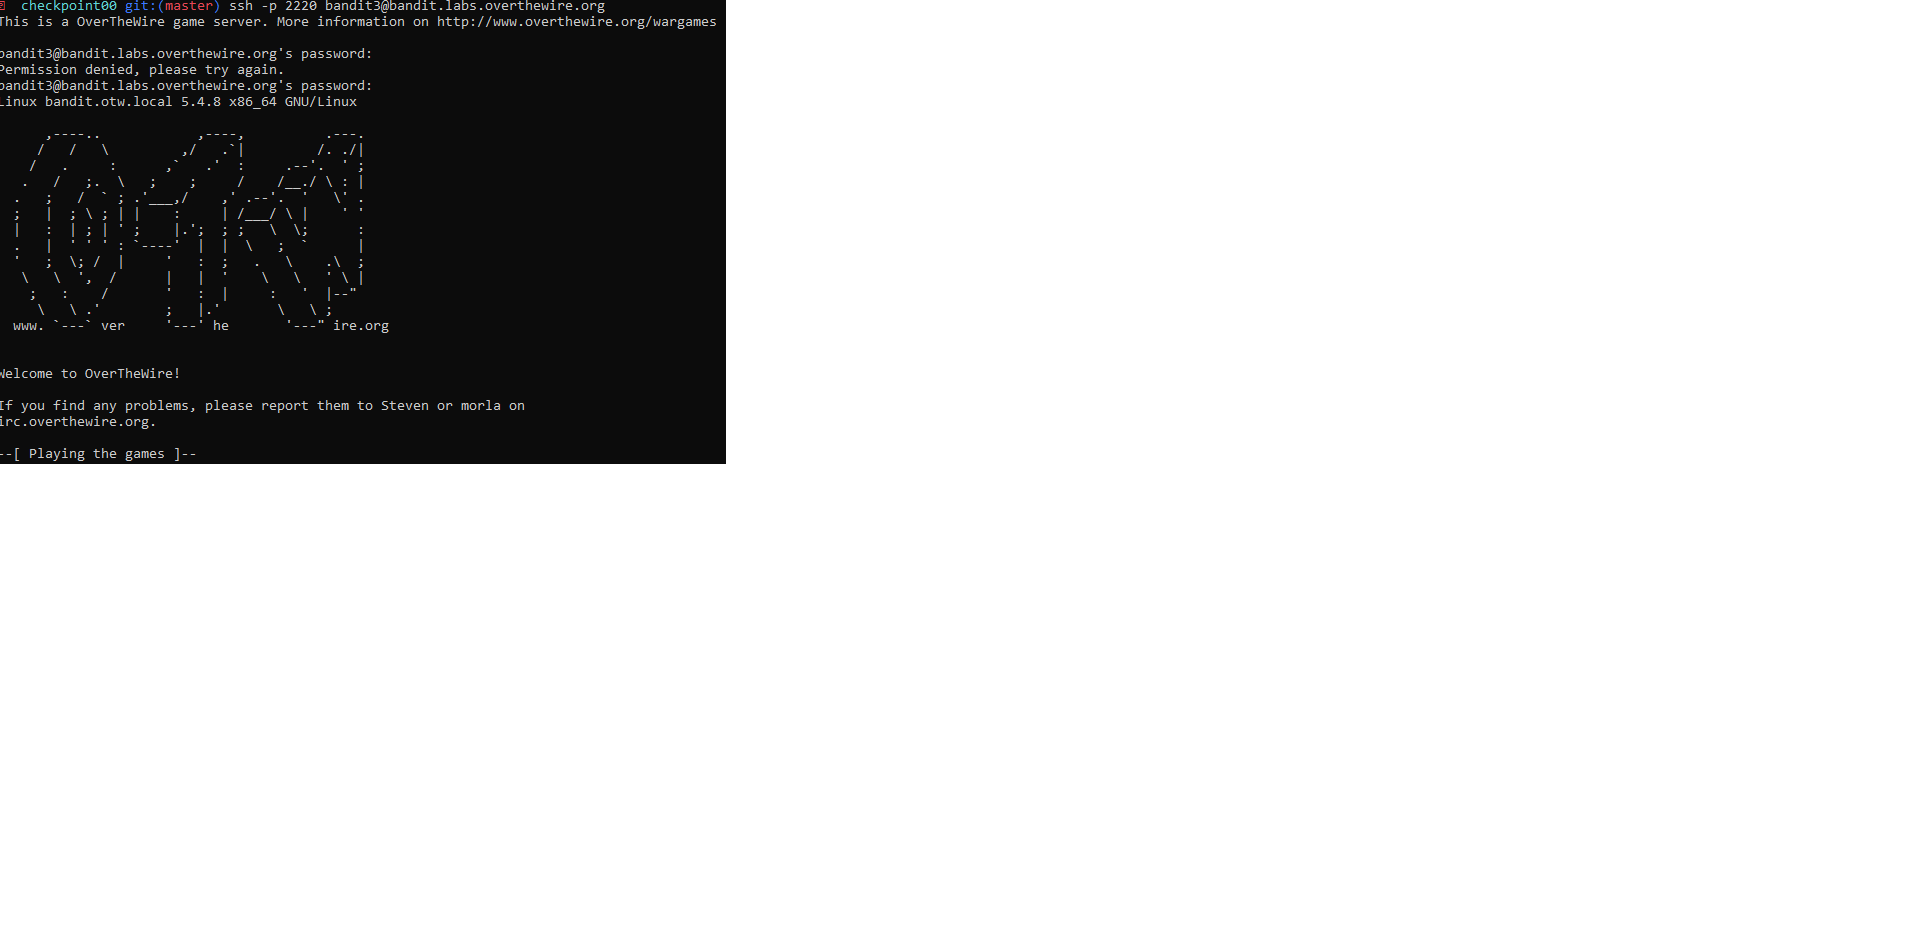 checkpoint00 git:(master) ssh -p 2220 bandit3@bandit.labs.overthewire.org
This is a OverTheWire game server. More information on http://www.overthewire.org/wargames
bandit3@bandit.labs.overthewire.org's password:
Permission denied, please try again.
bandit3@bandit.labs.overthewire.org's password:
Linux bandit.otw.local 5.4.8 x86_64 GNU/Linux
      ,----..            ,----,          .---.
     /   /   \         ,/   .`|         /. ./|
    /   .     :      ,`   .'  :     .--'.  ' ;
   .   /   ;.  \   ;    ;     /    /__./ \ : |
  .   ;   /  ` ; .'___,/    ,' .--'.  '   \' .
  ;   |  ; \ ; | |    :     | /___/ \ |    ' '
  |   :  | ; | ' ;    |.';  ; ;   \  \;      :
  .   |  ' ' ' : `----'  |  |  \   ;  `      |
  '   ;  \; /  |     '   :  ;   .   \    .\  ;
   \   \  ',  /      |   |  '    \   \   ' \ |
    ;   :    /       '   :  |     :   '  |--"
     \   \ .'        ;   |.'       \   \ ;
  www. `---` ver     '---' he       '---" ire.org
Welcome to OverTheWire!
If you find any problems, please report them to Steven or morla on
irc.overthewire.org.
--[ Playing the games ]--